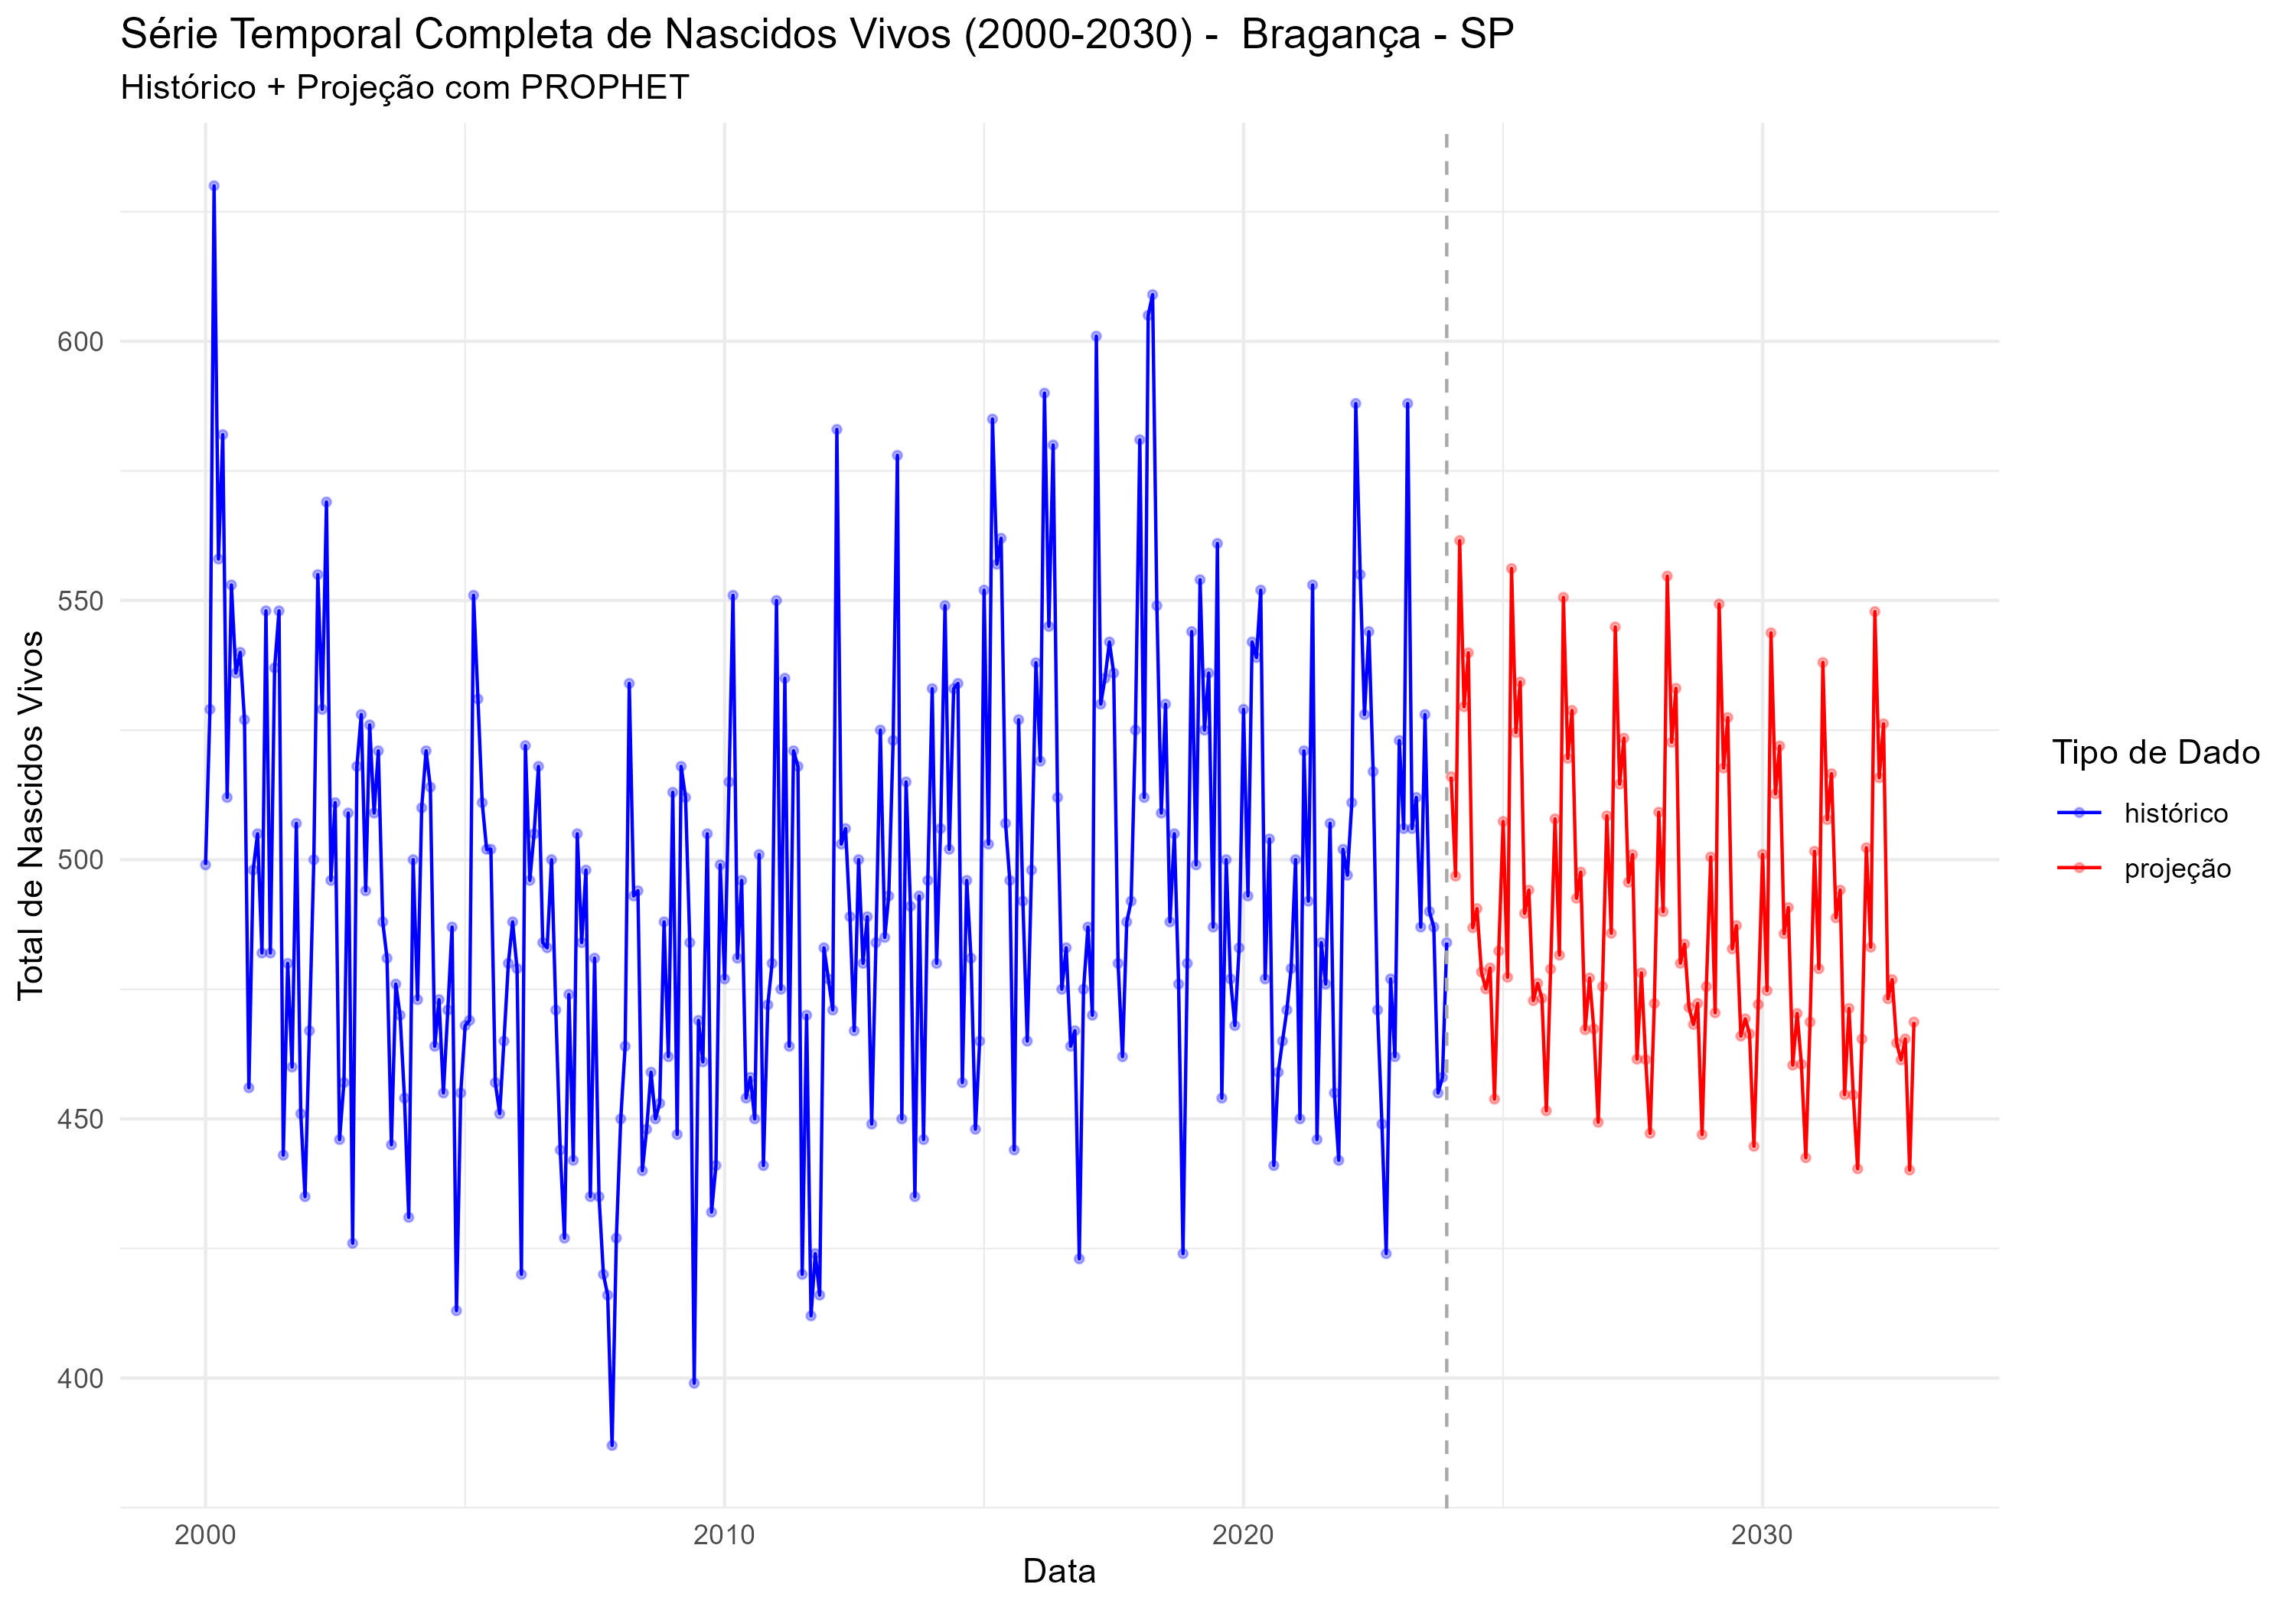 Série Temporal Completa de Nascidos Vivos (2000-2030) -  Bragança - SP
Histórico + Projeção com PROPHET
Total de Nascidos Vivos
600
550
500
450
400
2000
2010
2020
2030
Data
Tipo de Dado
histórico
projeção